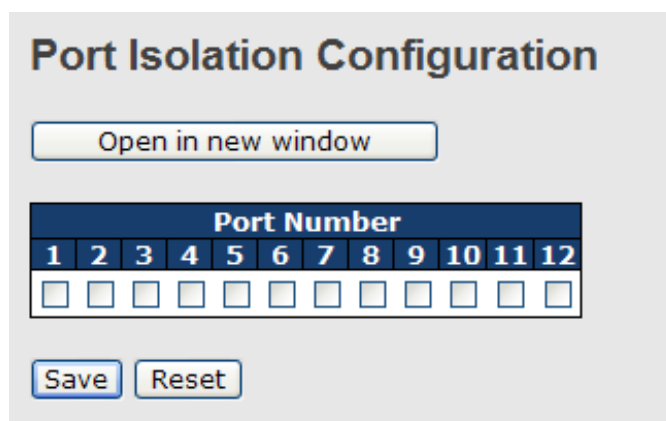 Port Isolation Configuration
Open in new window
Port Number
1 2 3 4 5 6 7 8 9 10 11 12
Save Reset